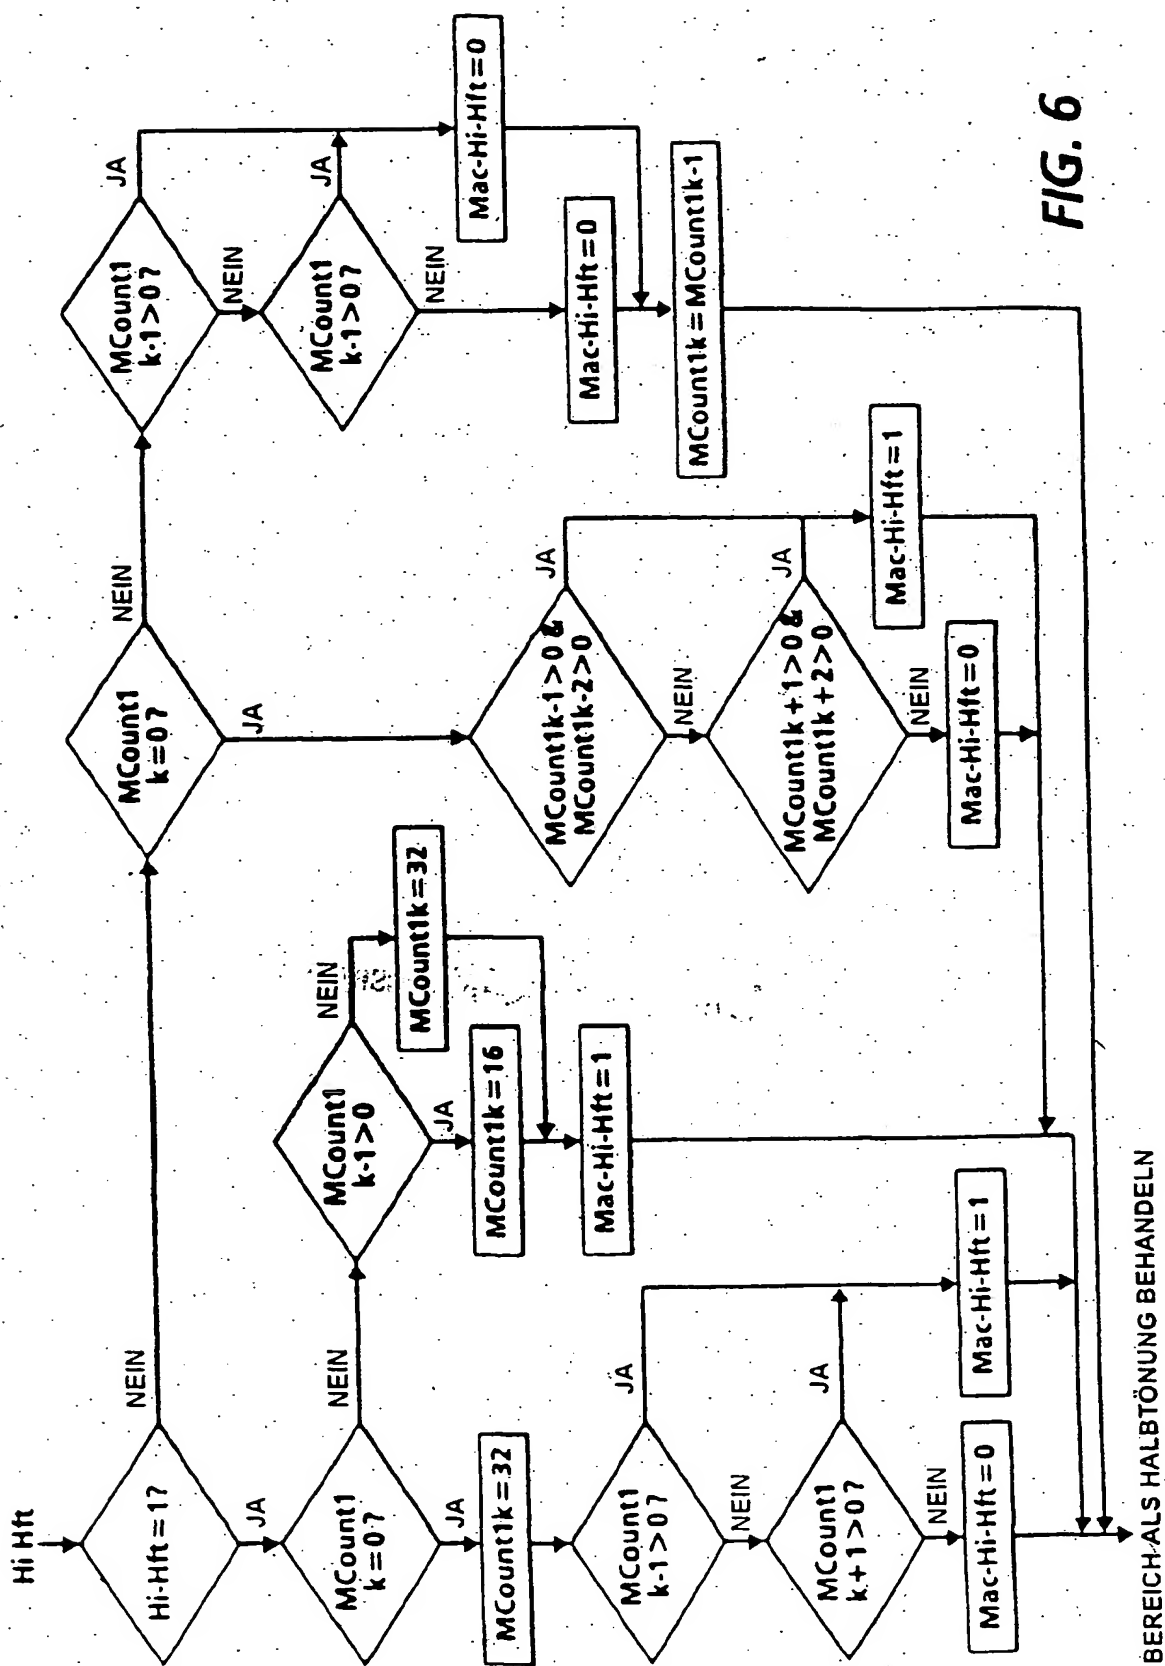 Hi Hft
Hi-Hft=1?
NEIN
JA
MCount1
k=0?
NEIN
JA
MCount1k=32
MCount1
k-1>0?
JA
NEIN
MCount1
k+1>0?
JA
NEIN
Mac-Hi-Hft=0
Mac-Hi-Hft=1
MCount1
k-1>0
NEIN
JA
MCount1k=32
MCount1k=16
Mac-Hi-Hft=1
MCount1
k=0?
NEIN
JA
MCount1k-1>0 &
MCount1k-2>0
JA
NEIN
MCount1k+1>0 &
MCount1k+2>0
JA
NEIN
Mac-Hi-Hft=1
Mac-Hi-Hft=0
MCount1
k-1>0?
JA
NEIN
MCount1
k-1>0?
JA
NEIN
Mac-Hi-Hft=0
Mac-Hi-Hft=0
MCount1k=MCount1k-1
BEREICH ALS HALBTÖNUNG BEHANDELN
FIG. 6